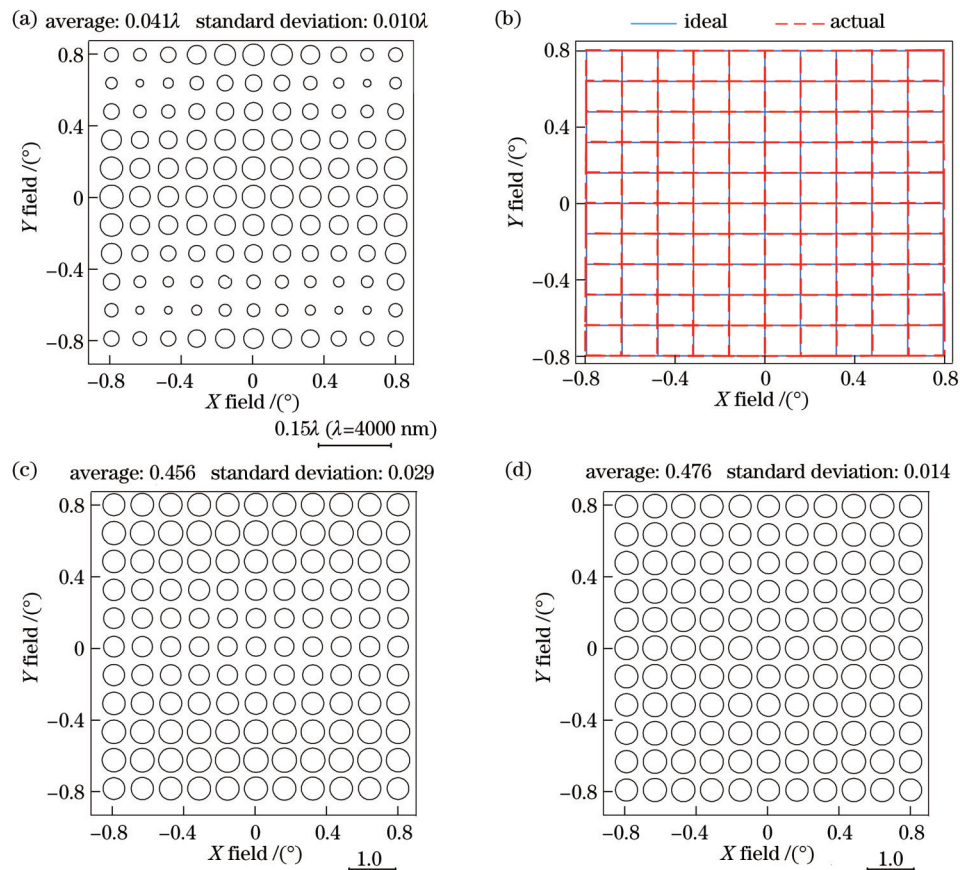 (a) average: 0.041λ standard deviation: 0.010λ
0.8
0.4
0
−0.4
−0.8
Y field /(°)
−0.8 −0.4 0 0.4 0.8
X field /(°)
0.15λ (λ=4000 nm)
(b) ideal actual
0.8
0.4
0
−0.4
−0.8
Y field /(°)
−0.8 −0.4 0 0.4 0.8
X field /(°)
(c) average: 0.456 standard deviation: 0.029
0.8
0.4
0
−0.4
−0.8
Y field /(°)
−0.8 −0.4 0 0.4 0.8
X field /(°)
1.0
(d) average: 0.476 standard deviation: 0.014
0.8
0.4
0
−0.4
−0.8
Y field /(°)
−0.8 −0.4 0 0.4 0.8
X field /(°)
1.0